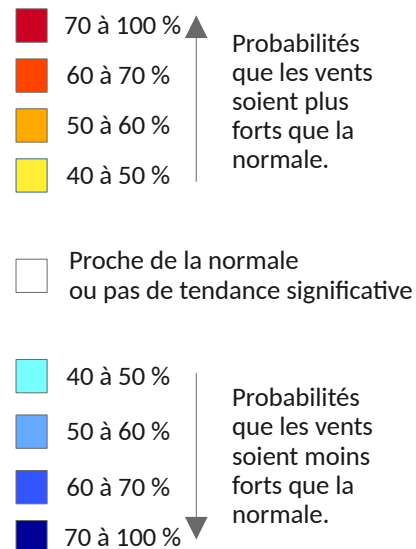 70 à 100 %
60 à 70 %
50 à 60 %
40 à 50 %
Probabilités
que les vents
soient plus
forts que la
normale.
Proche de la normale
ou pas de tendance significative
40 à 50 %
50 à 60 %
60 à 70 %
70 à 100 %
Probabilités
que les vents
soient moins
forts que la
normale.